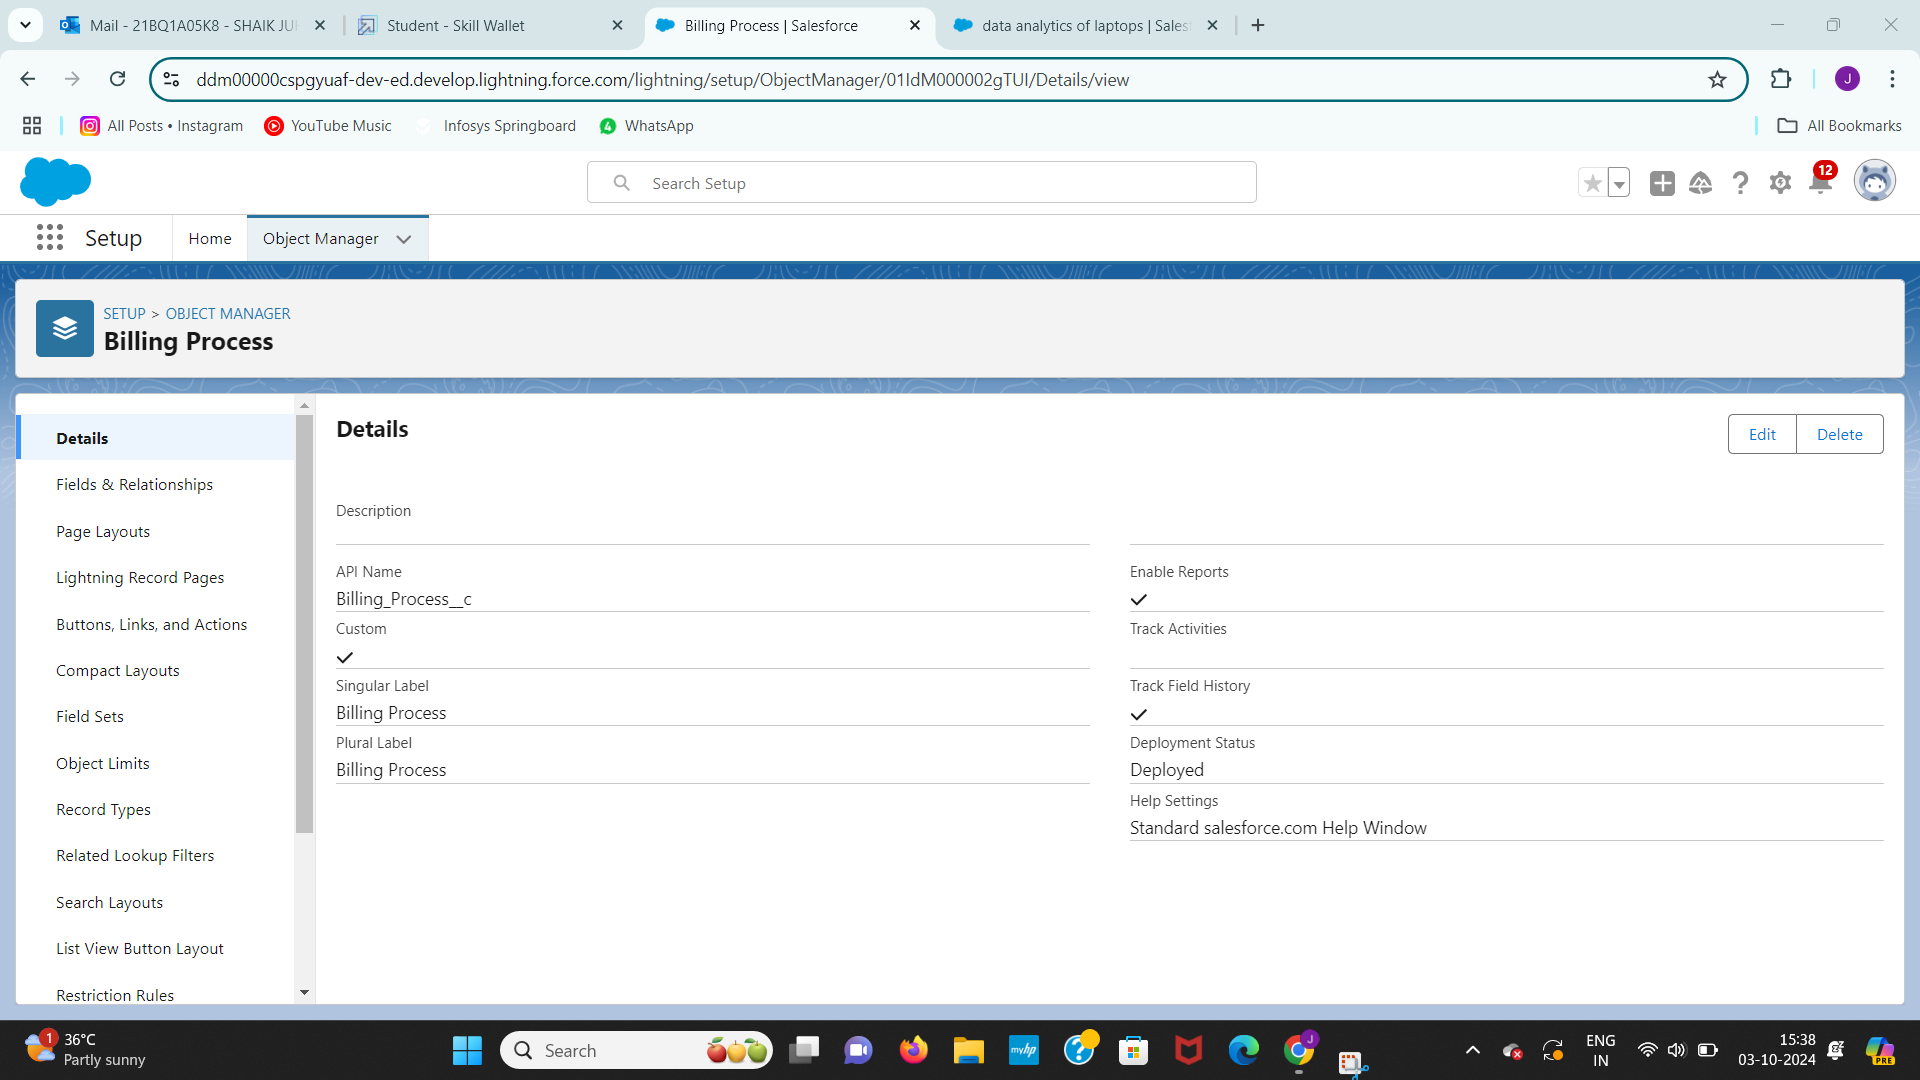 Mail - 21BQ1A05K8 - SHAIK JU
Student - Skill Wallet
Billing Process | Salesforce
data analytics of laptops | Sales
ddm00000cspgyuaf-dev-ed.develop.lightning.force.com/lightning/setup/ObjectManager/01IdM000002gTUI/Details/view
J
All Posts • Instagram
YouTube Music
Infosys Springboard
WhatsApp
All Bookmarks
Search Setup
12
Setup
Home
Object Manager
SETUP > OBJECT MANAGER
Billing Process
Details
Fields & Relationships
Page Layouts
Lightning Record Pages
Buttons, Links, and Actions
Compact Layouts
Field Sets
Object Limits
Record Types
Related Lookup Filters
Search Layouts
List View Button Layout
Restriction Rules
Details
Edit
Delete
Description
API Name
Billing_Process__c
Custom
Singular Label
Billing Process
Plural Label
Billing Process
Enable Reports
Track Activities
Track Field History
Deployment Status
Deployed
Help Settings
Standard salesforce.com Help Window
1
36°C
Partly sunny
Search
myhp
J
ENG
IN
15:38
03-10-2024
PRE